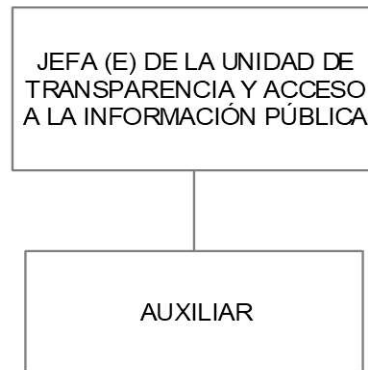 JEFA (E) DE LA UNIDAD DE
TRANSPARENCIA Y ACCESO
A LA INFORMACIÓN PÚBLICA
AUXILIAR